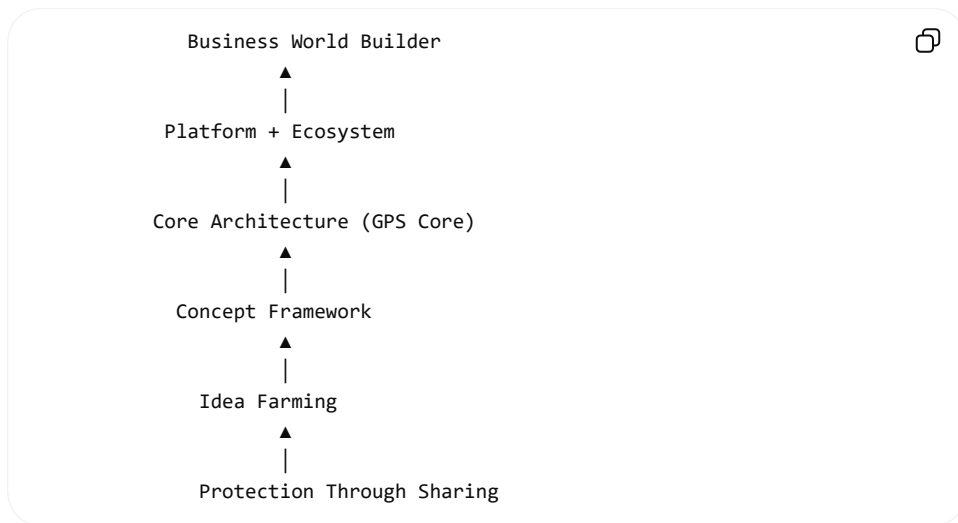 Business World Builder
▲
│
Platform + Ecosystem
▲
│
Core Architecture (GPS Core)
▲
│
Concept Framework
▲
│
Idea Farming
▲
│
Protection Through Sharing